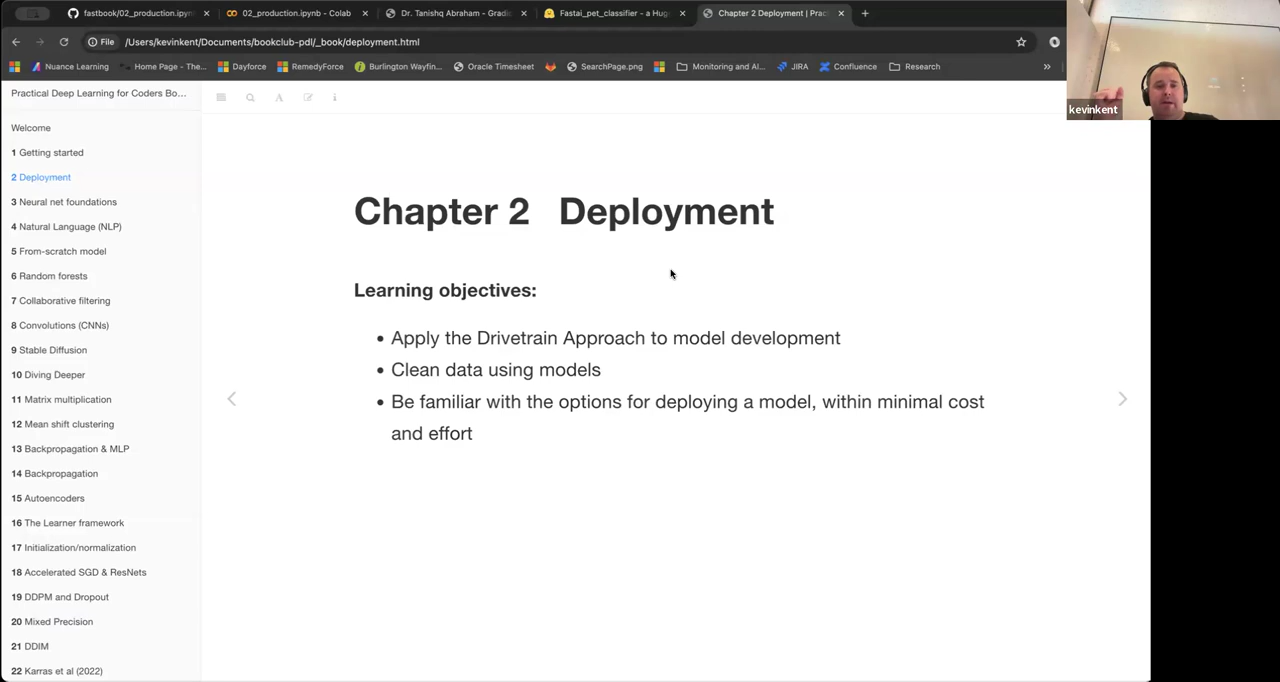 fastbook/02_production.ipyn
02_production.ipynb - Colab
Dr. Tanishq Abraham - Gradi
Fastai_pet_classifier - a Hug
Chapter 2 Deployment | Prac
File /Users/kevinkent/Documents/bookclub-pdl/_book/deployment.html
Nuance Learning
Home Page - The...
Dayforce
RemedyForce
Burlington Wayfin...
Oracle Timesheet
SearchPage.png
Monitoring and Al...
JIRA
Confluence
Research
»
kevinkent
Practical Deep Learning for Coders Bo...
Welcome
1 Getting started
2 Deployment
3 Neural net foundations
4 Natural Language (NLP)
5 From-scratch model
6 Random forests
7 Collaborative filtering
8 Convolutions (CNNs)
9 Stable Diffusion
10 Diving Deeper
11 Matrix multiplication
12 Mean shift clustering
13 Backpropagation & MLP
14 Backpropagation
15 Autoencoders
16 The Learner framework
17 Initialization/normalization
18 Accelerated SGD & ResNets
19 DDPM and Dropout
20 Mixed Precision
21 DDIM
22 Karras et al (2022)
Chapter 2 Deployment
Learning objectives:
• Apply the Drivetrain Approach to model development
• Clean data using models
• Be familiar with the options for deploying a model, within minimal cost
and effort